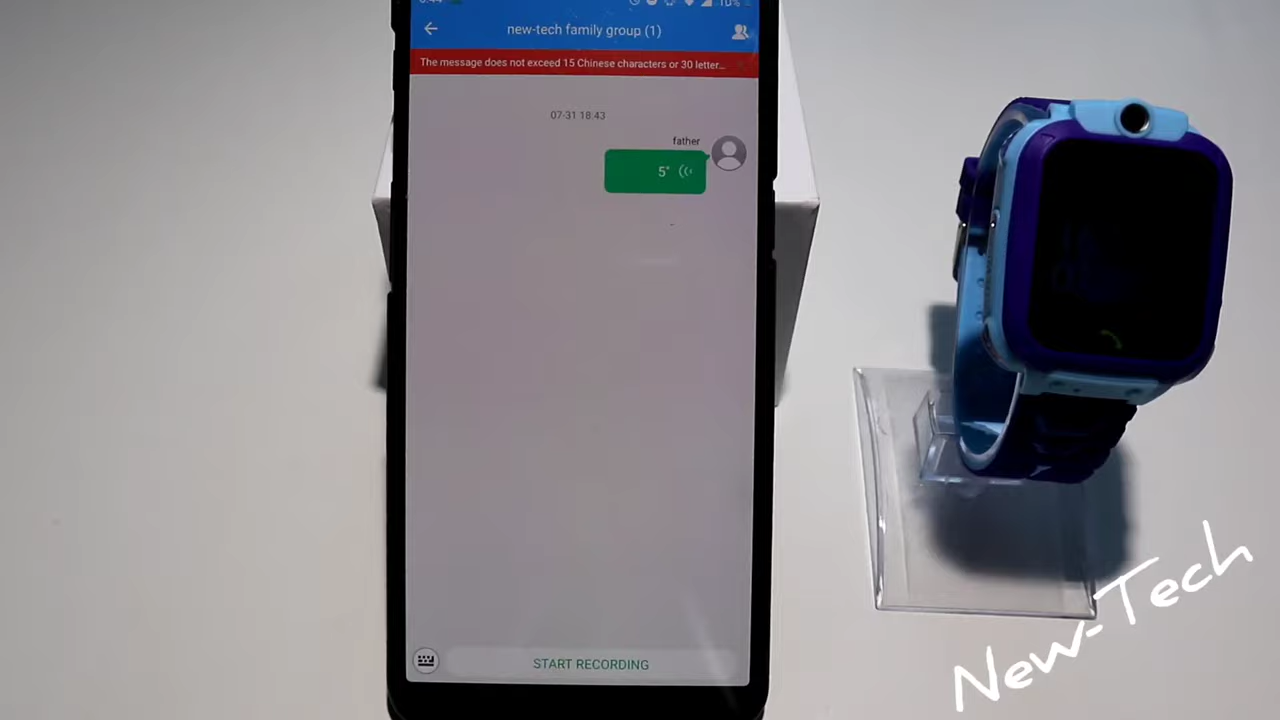 10%
new-tech family group (1)
The message does not exceed 15 Chinese characters or 30 letter...
07-31 18:43
father
5"
START RECORDING
New-Tech